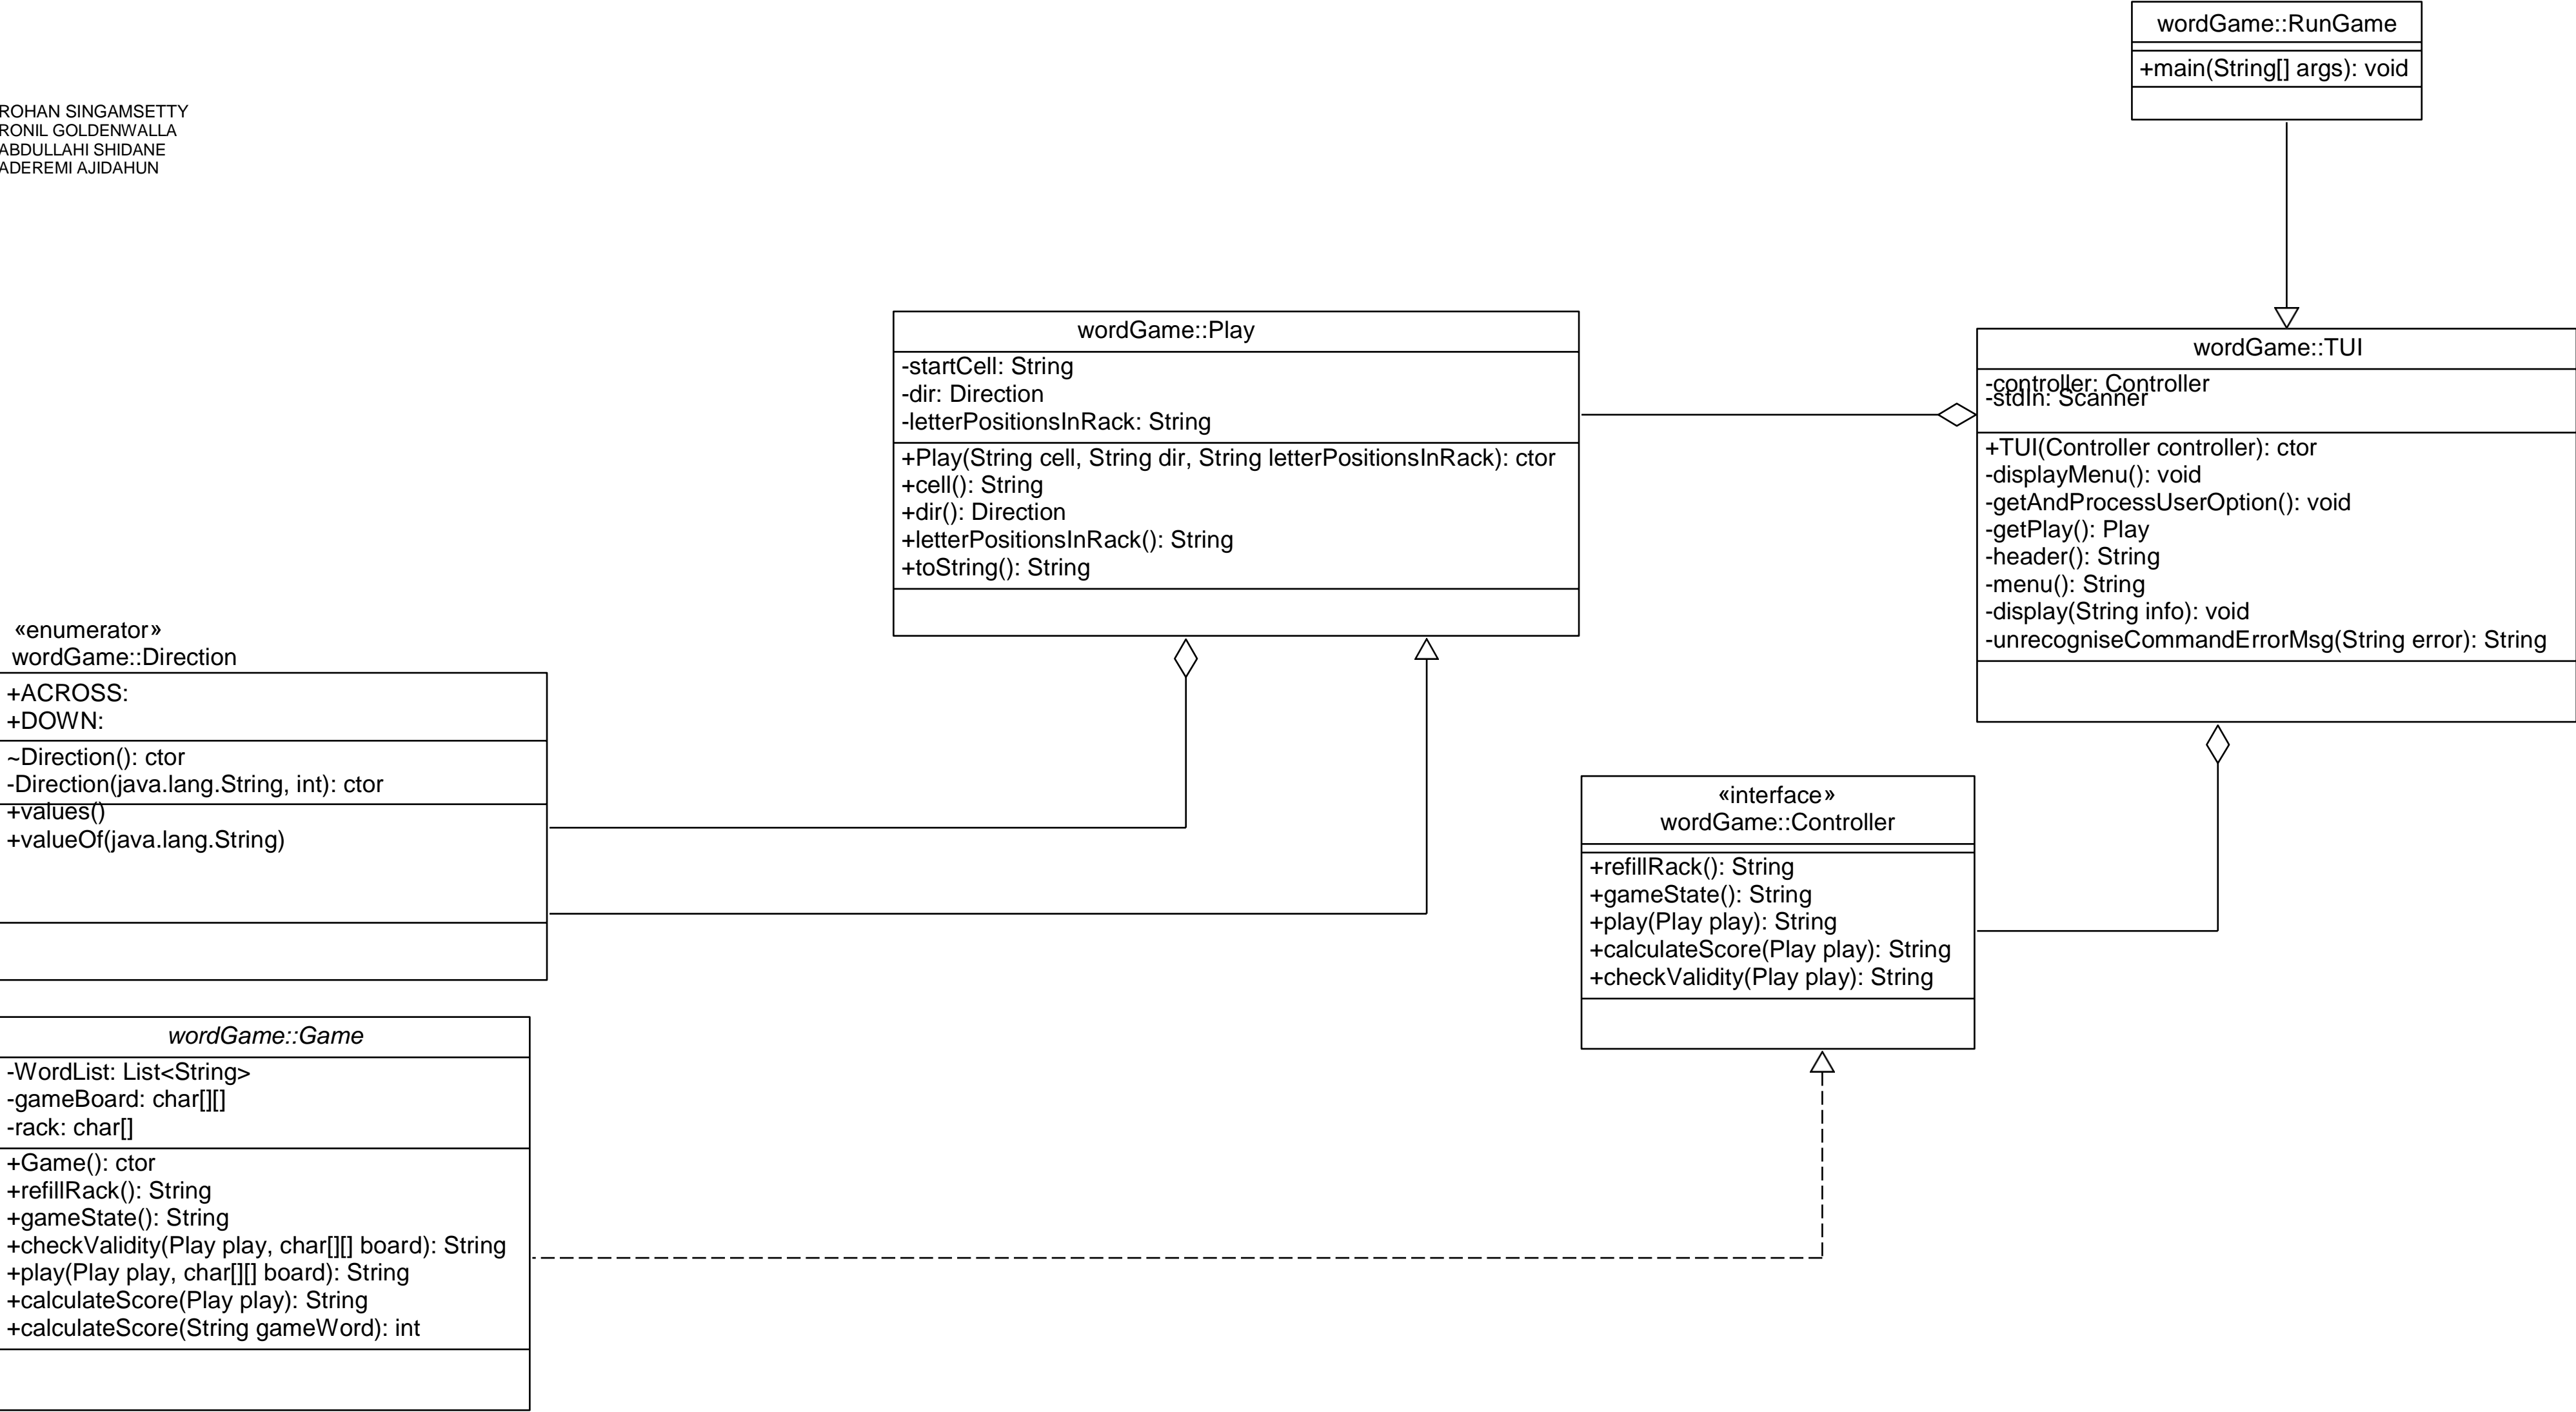 wordGame::RunGame
+main(String[] args): void
ROHAN SINGAMSETTY
RONIL GOLDENWALLA
ABDULLAHI SHIDANE
ADEREMI AJIDAHUN
wordGame::Play
-startCell: String
-dir: Direction
-letterPositionsInRack: String
+Play(String cell, String dir, String letterPositionsInRack): ctor
+cell(): String
+dir(): Direction
+letterPositionsInRack(): String
+toString(): String
wordGame::TUI
-controller: Controller
-stdIn: Scanner
+TUI(Controller controller): ctor
-displayMenu(): void
-getAndProcessUserOption(): void
-getPlay(): Play
-header(): String
-menu(): String
-display(String info): void
-unrecogniseCommandErrorMsg(String error): String
«enumerator»
wordGame::Direction
+ACROSS:
+DOWN:
~Direction(): ctor
-Direction(java.lang.String, int): ctor
+values()
+valueOf(java.lang.String)
«interface»
wordGame::Controller
+refillRack(): String
+gameState(): String
+play(Play play): String
+calculateScore(Play play): String
+checkValidity(Play play): String
wordGame::Game
-WordList: List<String>
-gameBoard: char[][]
-rack: char[]
+Game(): ctor
+refillRack(): String
+gameState(): String
+checkValidity(Play play, char[][] board): String
+play(Play play, char[][] board): String
+calculateScore(Play play): String
+calculateScore(String gameWord): int